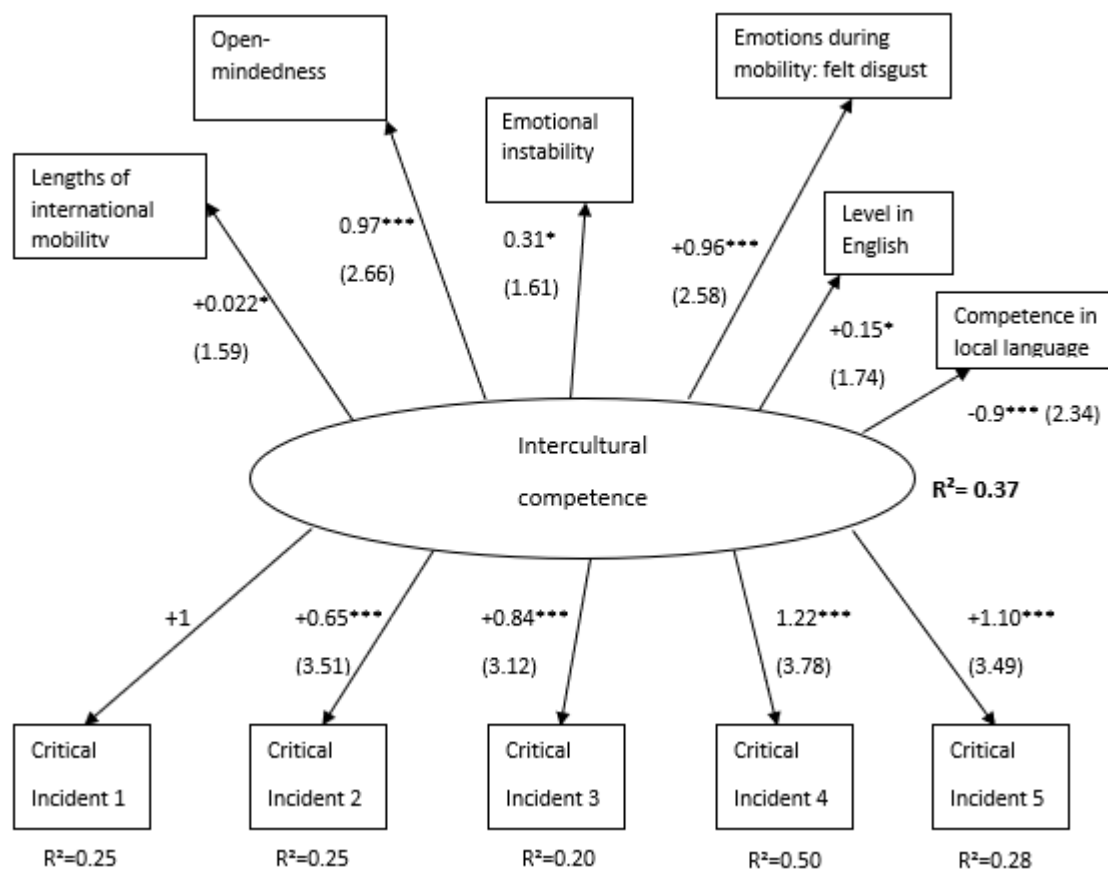 Open-
mindedness
Emotions during
mobility: felt disgust
Emotional
instability
Lengths of
international
mobility
Level in
English
Competence in
local language
0.97***
(2.66)
0.31*
(1.61)
+0.96***
(2.58)
+0.022*
(1.59)
+0.15*
(1.74)
-0.9*** (2.34)
Intercultural
competence
R²= 0.37
+1
+0.65***
(3.51)
+0.84***
(3.12)
1.22***
(3.78)
+1.10***
(3.49)
Critical
Incident 1
Critical
Incident 2
Critical
Incident 3
Critical
Incident 4
Critical
Incident 5
R²=0.25
R²=0.25
R²=0.20
R²=0.50
R²=0.28